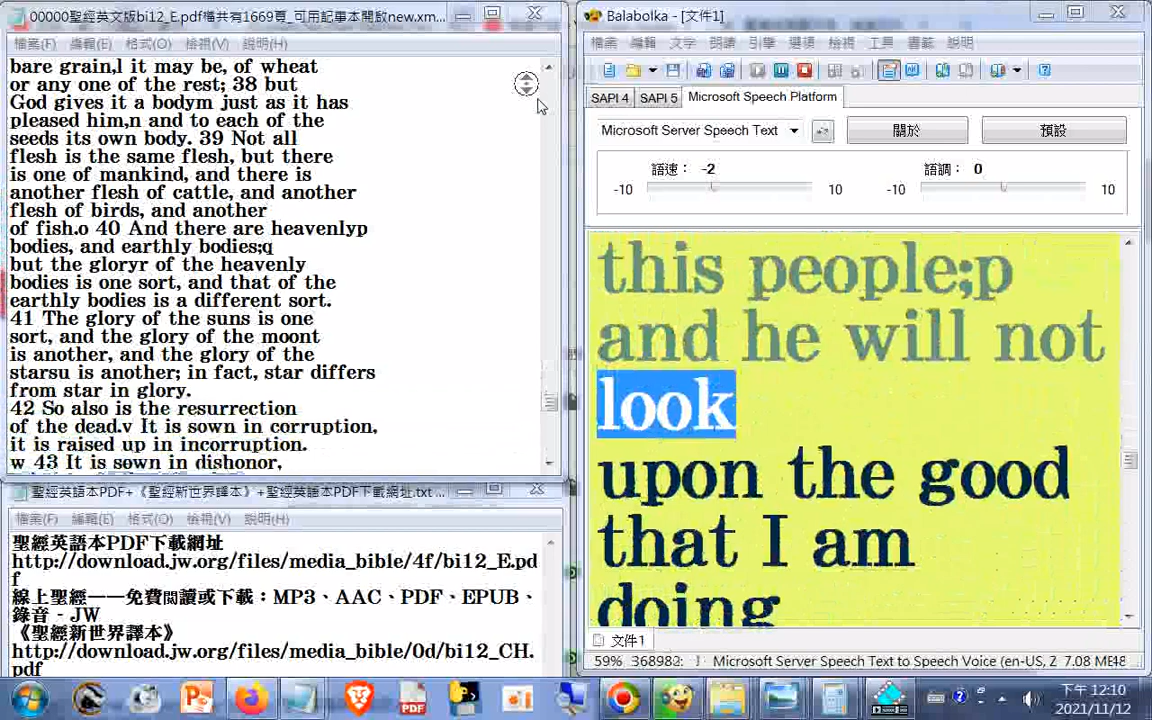 00000聖經英文版bi12_E.pdf檔共有1669頁_可用記事本開啟new.xm...
檔案(F) 編輯(E) 格式(O) 檢視(V) 說明(H)
bare grain,l it may be, of wheat
or any one of the rest; 38 but
God gives it a bodym just as it has
pleased him,n and to each of the
seeds its own body. 39 Not all
flesh is the same flesh, but there
is one of mankind, and there is
another flesh of cattle, and another
flesh of birds, and another
of fish.o 40 And there are heavenlyp
bodies, and earthly bodies;q
but the gloryr of the heavenly
bodies is one sort, and that of the
earthly bodies is a different sort.
41 The glory of the suns is one
sort, and the glory of the moont
is another, and the glory of the
starsu is another; in fact, star differs
from star in glory.
42 So also is the resurrection
of the dead.v It is sown in corruption,
it is raised up in incorruption.
w 43 It is sown in dishonor,
聖經英語本PDF+《聖經新世界譯本》+聖經英語本PDF下載網址.txt ...
檔案(F) 編輯(E) 格式(O) 檢視(V) 說明(H)
聖經英語本PDF下載網址
http://download.jw.org/files/media_bible/4f/bi12_E.pd
f
線上聖經——免費閱讀或下載：MP3、AAC、PDF、EPUB、
錄音 - JW
《聖經新世界譯本》
http://download.jw.org/files/media_bible/0d/bi12_CH.
pdf
Balabolka - [文件1]
檔案 編輯 文字 朗讀 引擎 選項 檢視 工具 書籤 說明
SAPI 4 SAPI 5 Microsoft Speech Platform
Microsoft Server Speech Text 關於 預設
語速： -2 語調： 0
-10 10 -10 10
this people;p
and he will not
look
upon the good
that I am
doing
文件1
59% 368982: Microsoft Server Speech Text to Speech Voice (en-US, 2 7.08 ME48
下午 12:10
2021/11/12